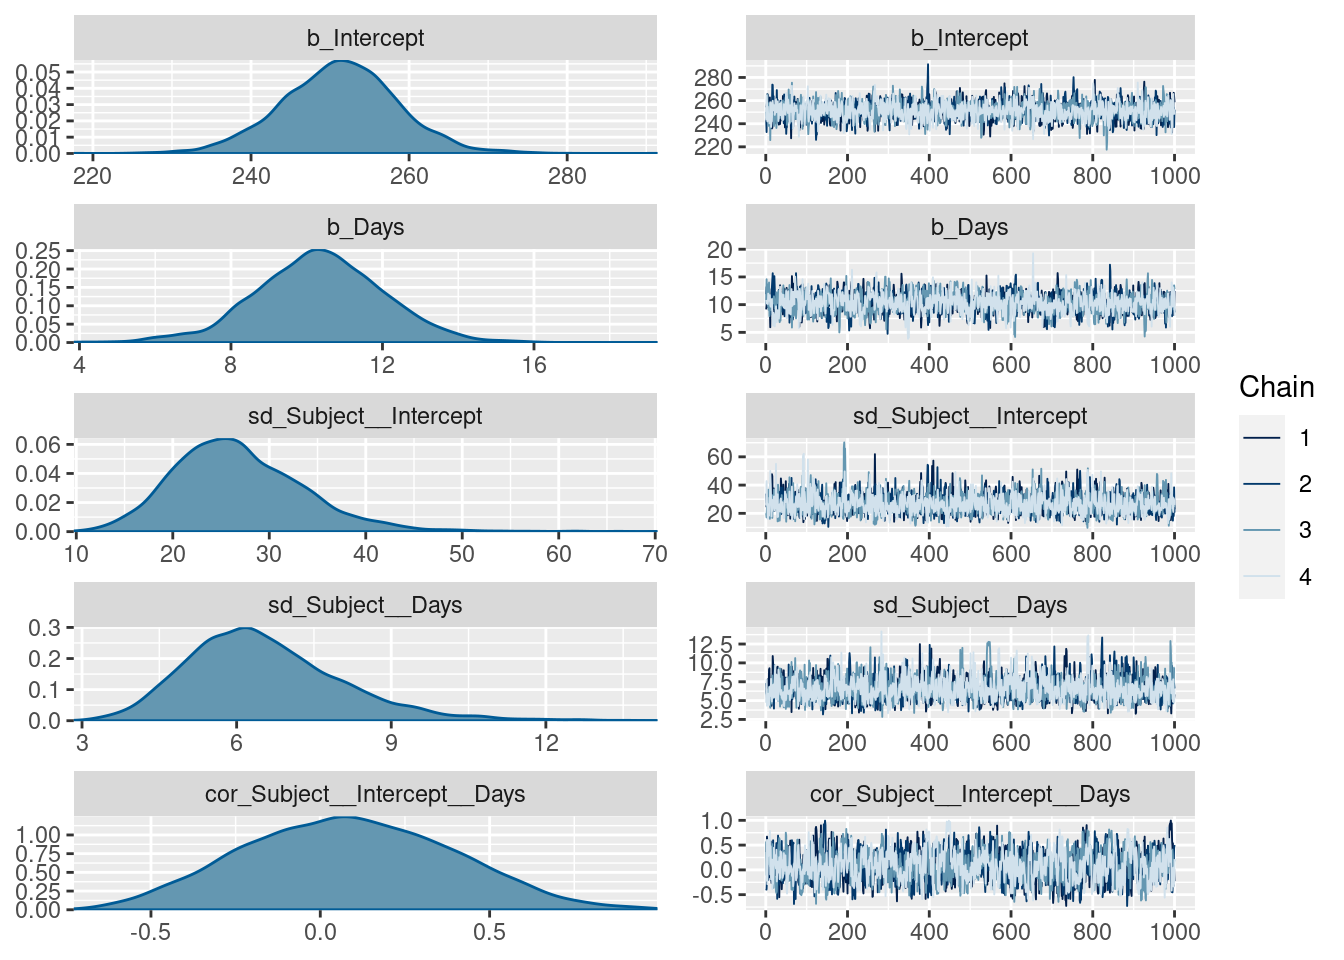 b_Intercept
0.05
0.04
0.03
0.02
0.01
0.00
220 240 260 280
b_Intercept
280
260
240
220
0 200 400 600 800 1000
b_Days
0.25
0.20
0.15
0.10
0.05
0.00
4 8 12 16
b_Days
20
15
10
5
0 200 400 600 800 1000
sd_Subject__Intercept
0.06
0.04
0.02
0.00
10 20 30 40 50 60 70
sd_Subject__Intercept
60
40
20
0 200 400 600 800 1000
sd_Subject__Days
0.3
0.2
0.1
0.0
3 6 9 12
sd_Subject__Days
12.5
10.0
7.5
5.0
2.5
0 200 400 600 800 1000
cor_Subject__Intercept__Days
1.00
0.75
0.50
0.25
0.00
-0.5 0.0 0.5
cor_Subject__Intercept__Days
1.0
0.5
0.0
-0.5
0 200 400 600 800 1000
Chain
1
2
3
4